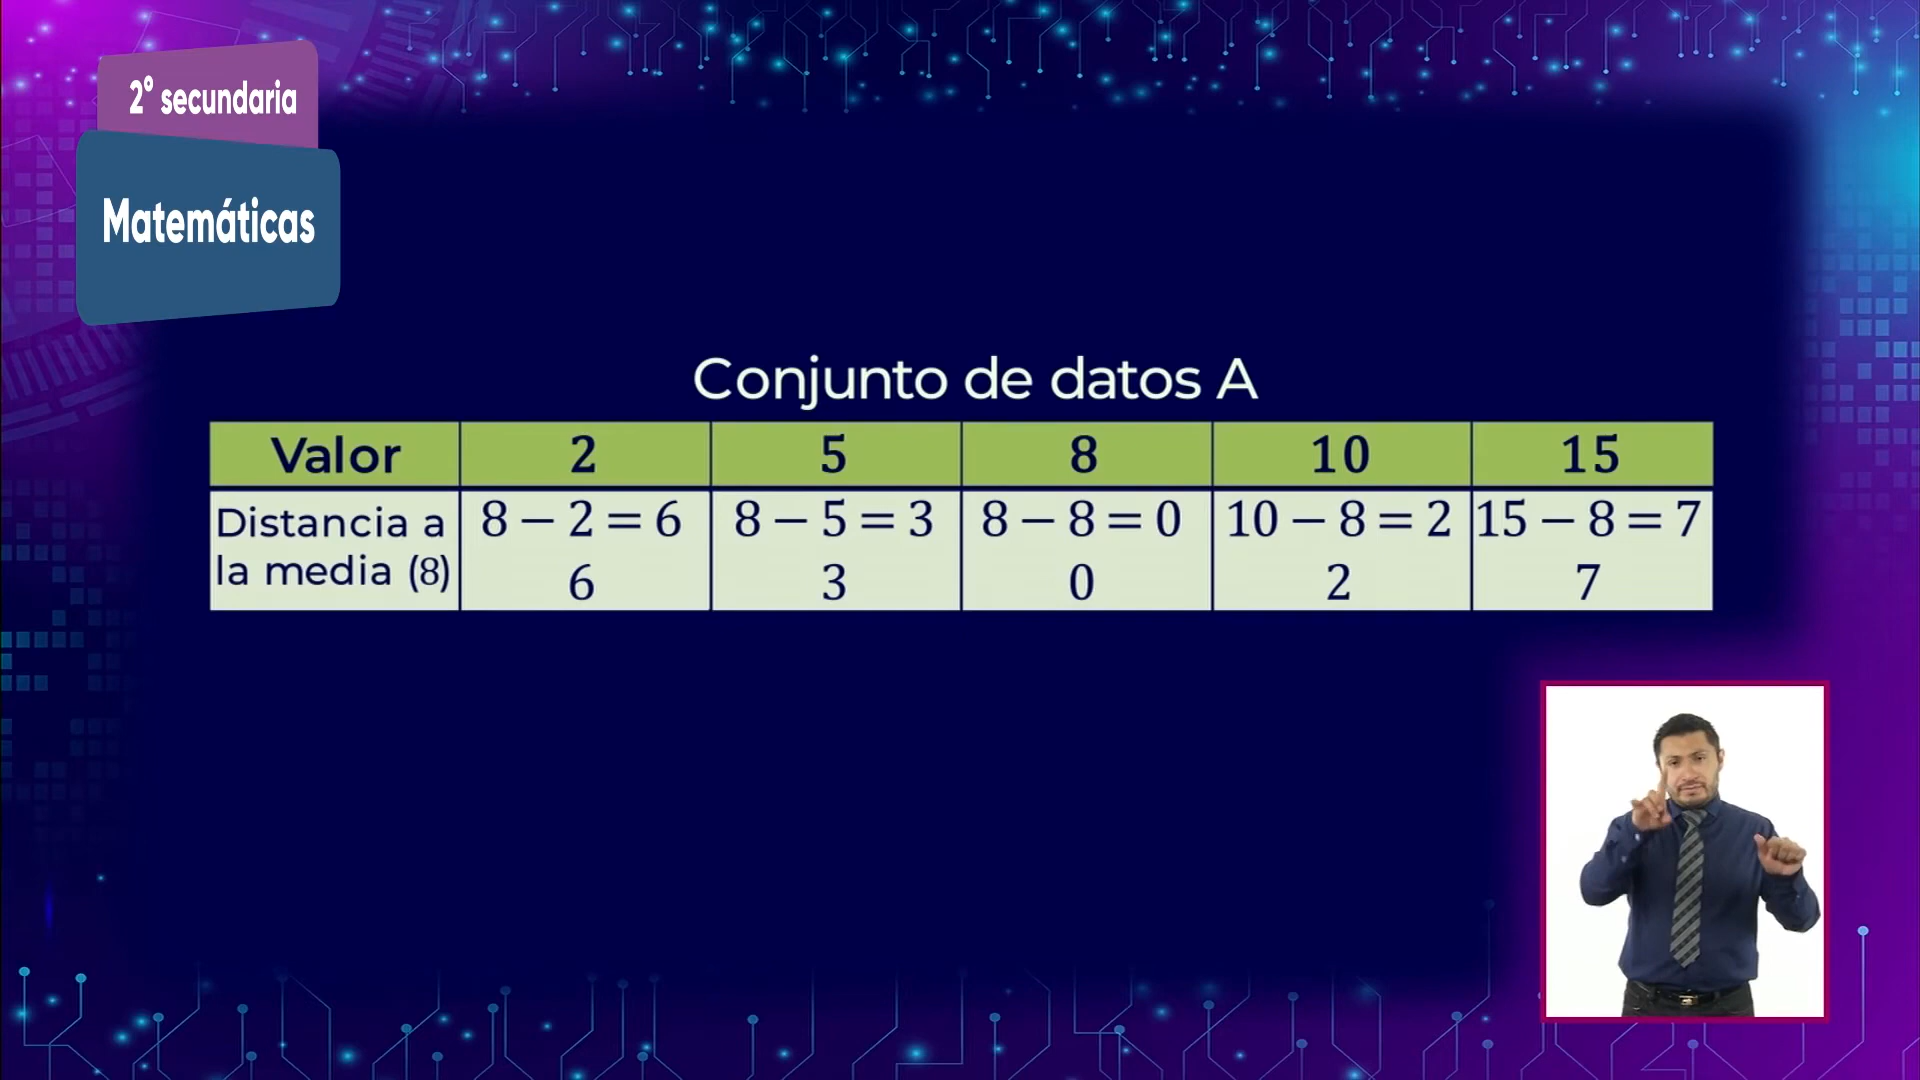 2° secundaria
Matemáticas
Conjunto de datos A
Valor 2 5 8 10 15
Distancia a 8 − 2 = 6 8 − 5 = 3 8 − 8 = 0 10 − 8 = 2 15 − 8 = 7
la media (8) 6 3 0 2 7